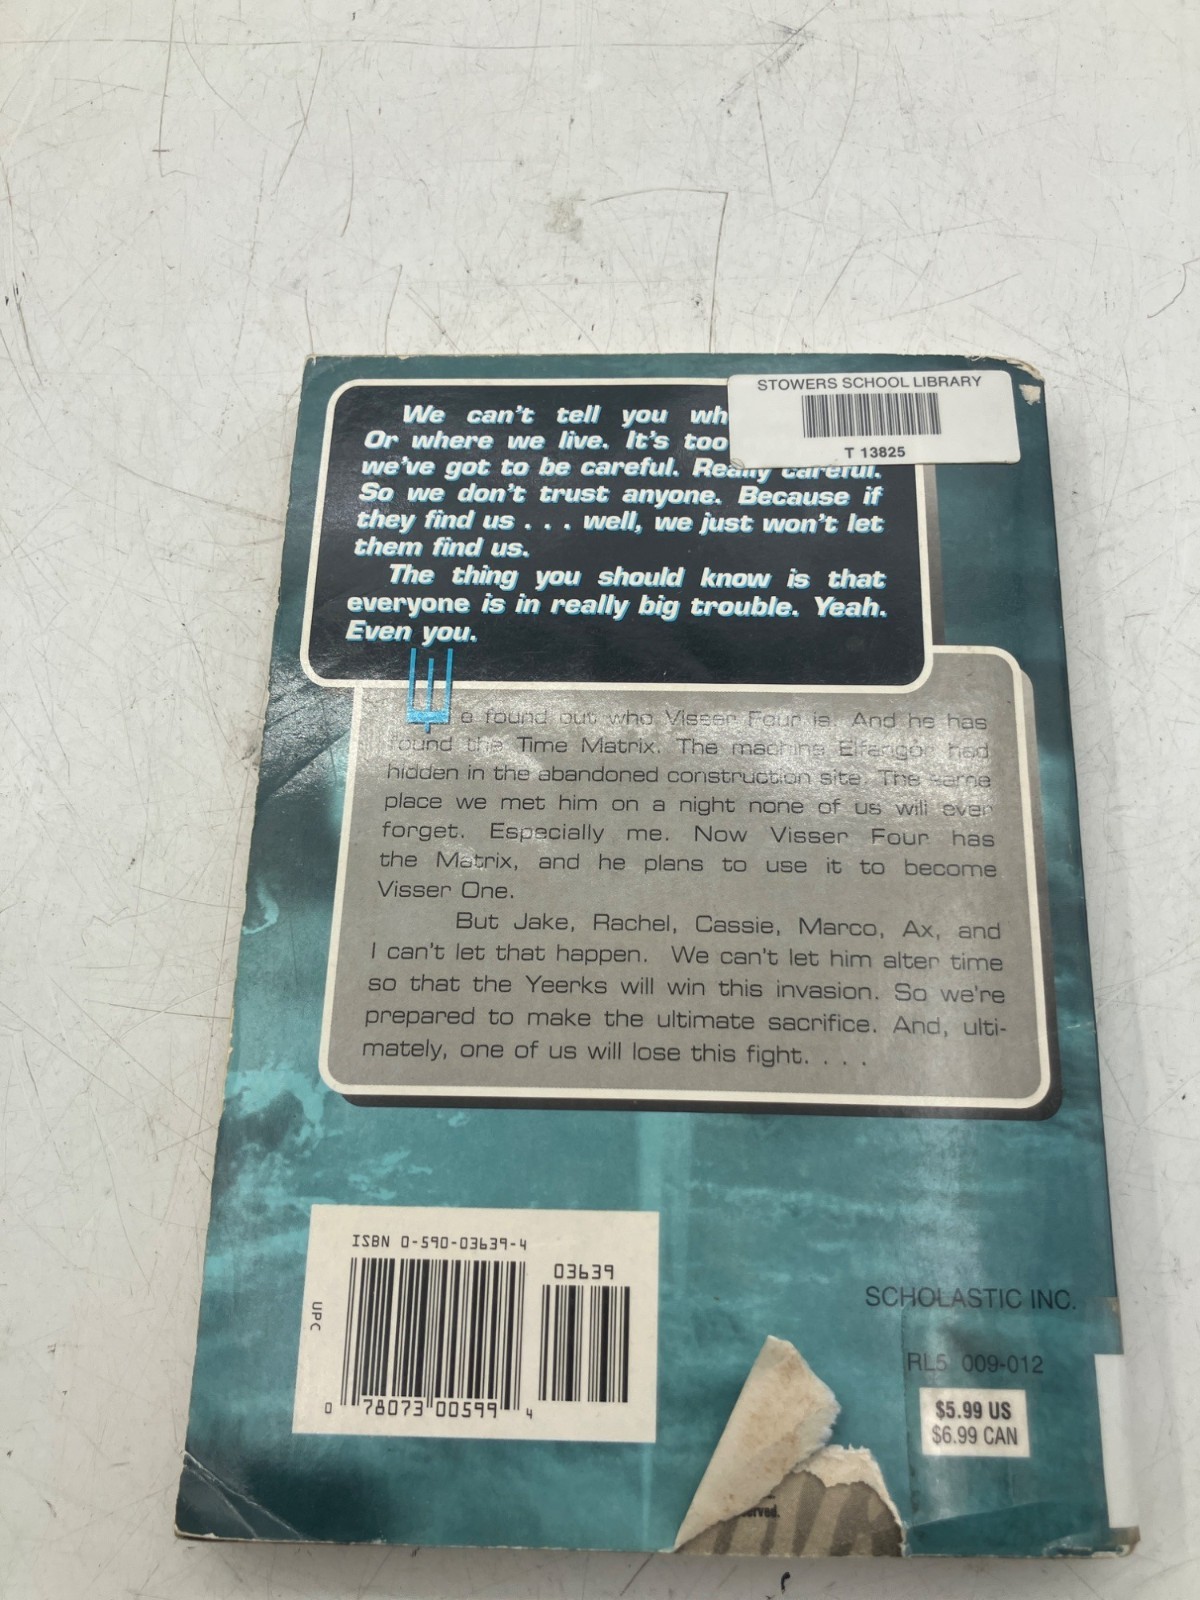 STOWERS SCHOOL LIBRARY
T 13825
We can't tell you
Or where we live. It's too
we've got to be careful. Really careful.
So we don't trust anyone. Because if
they find us . . . well, we just won't let
them find us.
The thing you should know is that
everyone is in really big trouble. Yeah.
Even you.
We found out who Visser Four is. And he has
found the Time Matrix. The machine Elfangor had
hidden in the abandoned construction site. The same
place we met him on a night none of us will ever
forget. Especially me. Now Visser Four has
the Matrix, and he plans to use it to become
Visser One.
But Jake, Rachel, Cassie, Marco, Ax, and
I can't let that happen. We can't let him alter time
so that the Yeerks will win this invasion. So we're
prepared to make the ultimate sacrifice. And, ulti-
mately, one of us will lose this fight. . . .
ISBN 0-590-03639-4
03639
UPC
0 78073 00599 4
SCHOLASTIC INC.
RL5 009-012
$5.99 US
$6.99 CAN